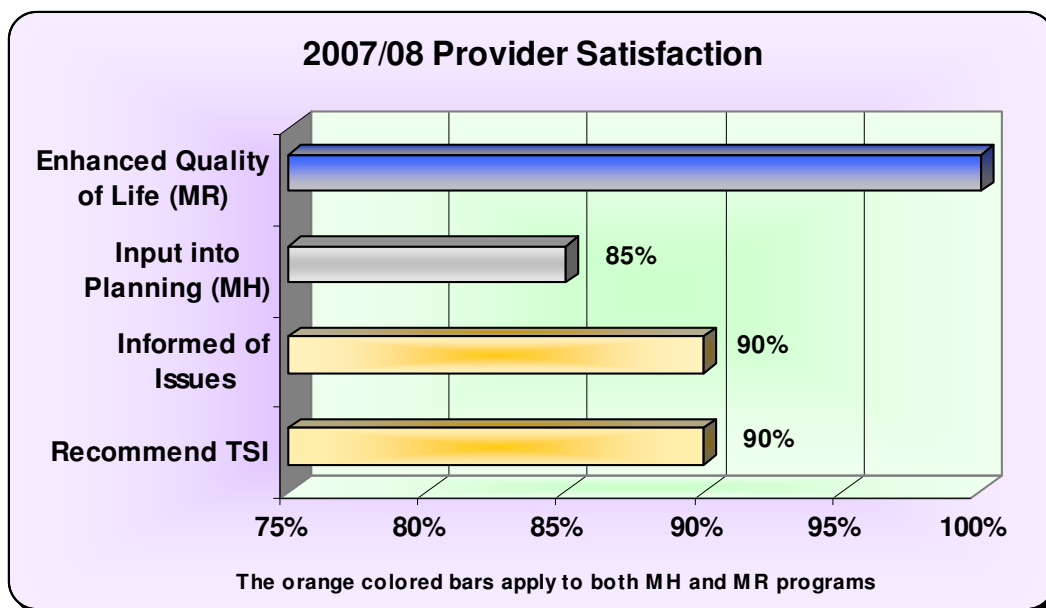 2007/08 Provider Satisfaction
Enhanced Quality
of Life (MR)
Input into
Planning (MH)
85%
Informed of
Issues
90%
Recommend TSI
90%
75% 80% 85% 90% 95% 100%
The orange colored bars apply to both MH and MR programs